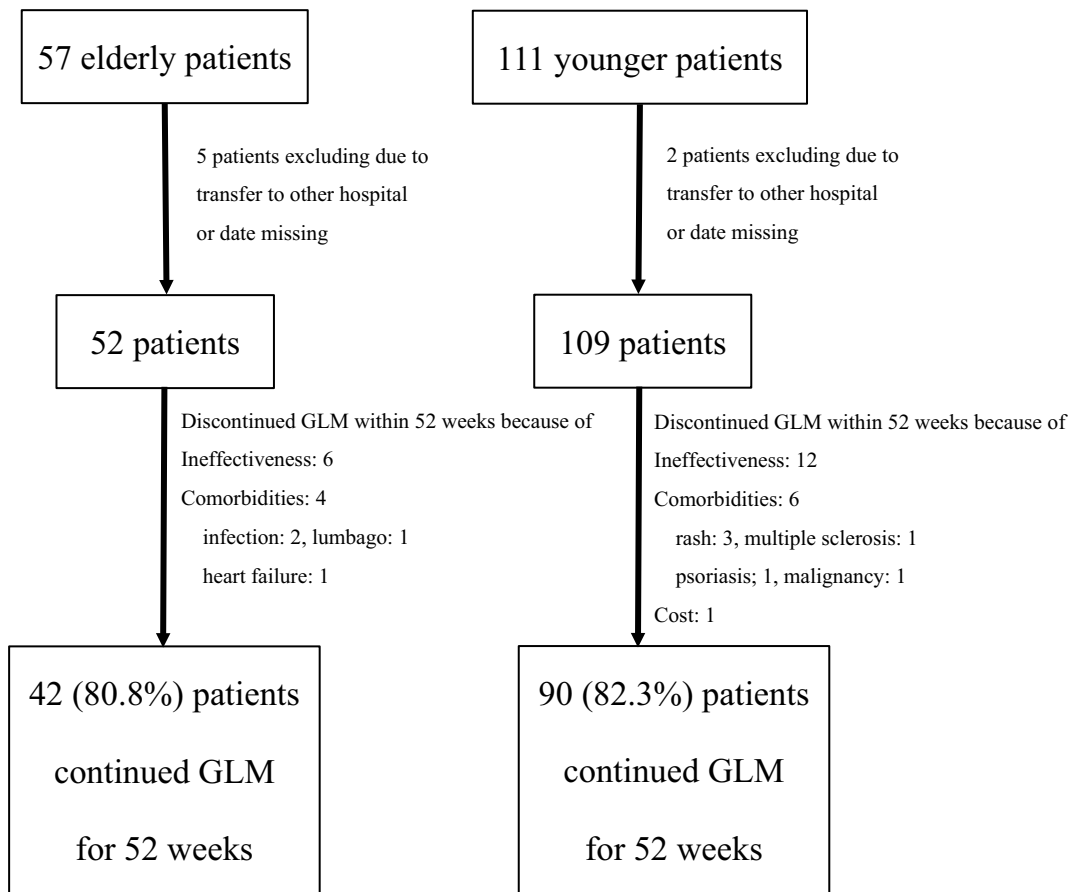 57 elderly patients
5 patients excluding due to
transfer to other hospital
or date missing
52 patients
Discontinued GLM within 52 weeks because of
Ineffectiveness: 6
Comorbidities: 4
infection: 2, lumbago: 1
heart failure: 1
42 (80.8%) patients
continued GLM
for 52 weeks
111 younger patients
2 patients excluding due to
transfer to other hospital
or date missing
109 patients
Discontinued GLM within 52 weeks because of
Ineffectiveness: 12
Comorbidities: 6
rash: 3, multiple sclerosis: 1
psoriasis; 1, malignancy: 1
Cost: 1
90 (82.3%) patients
continued GLM
for 52 weeks